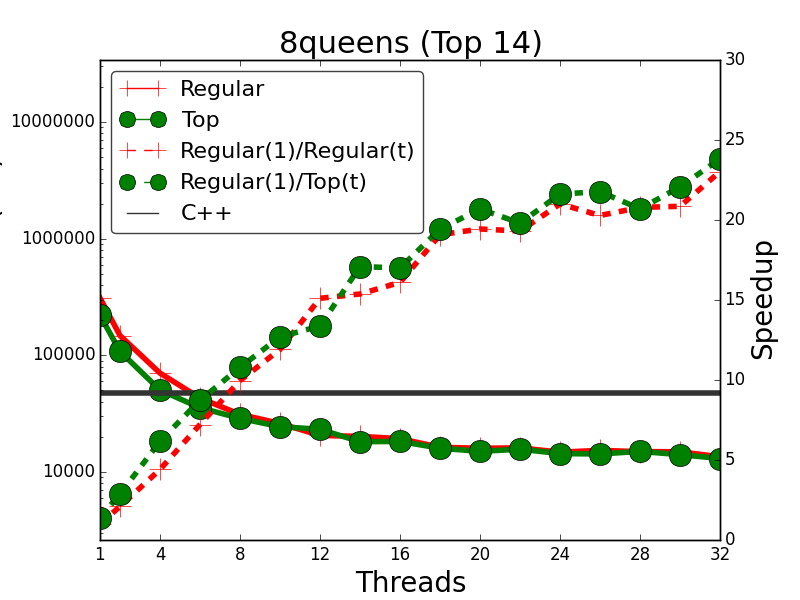 8queens (Top 14)
Regular
Top
Regular(1)/Regular(t)
Regular(1)/Top(t)
C++
10000000
1000000
100000
10000
30
25
20
15
10
5
0
Speedup
1 4 8 12 16 20 24 28 32
Threads